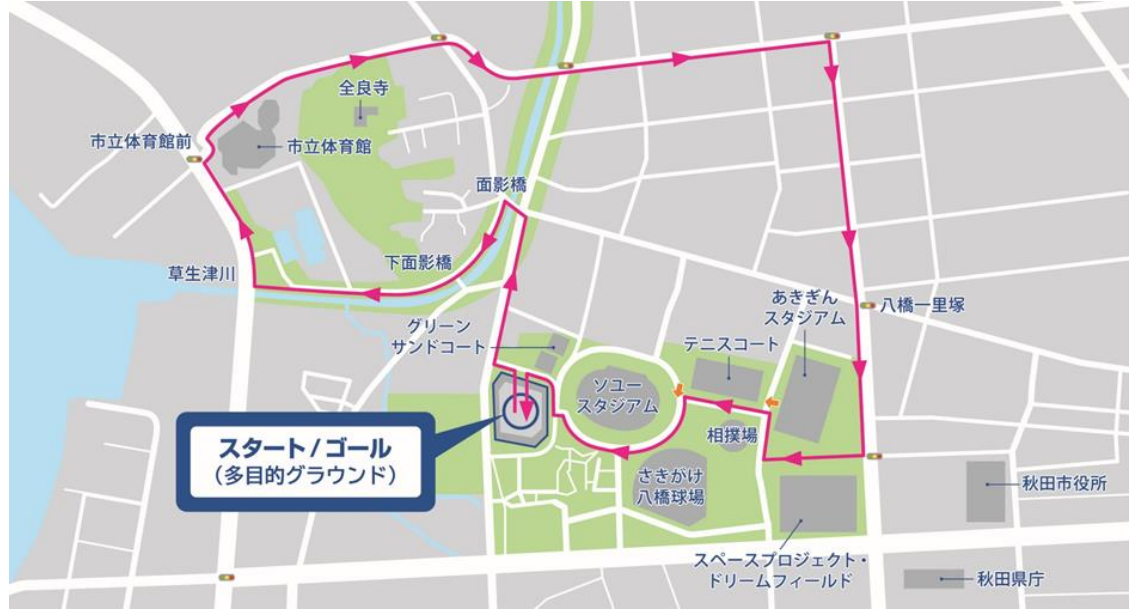 全良寺
市立体育館前
市立体育館
面影橋
下面影橋
草生津川
八橋一里塚
あきぎん
スタジアム
グリーン
サンドコート
テニスコート
ソユー
スタジアム
相撲場
スタート/ゴール
(多目的グラウンド)
さきがけ
八橋球場
秋田市役所
スペースプロジェクト・
ドリームフィールド
秋田県庁